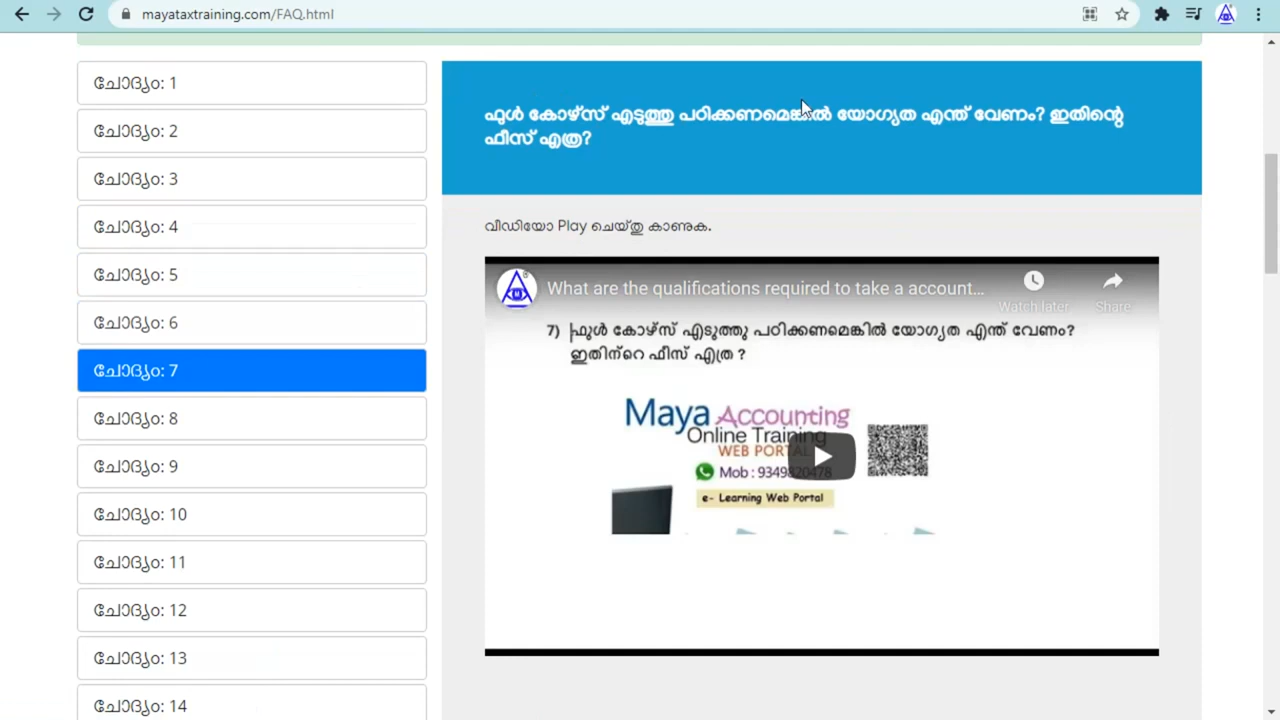 mayataxtraining.com/FAQ.html
ചോദ്യം: 1
ചോദ്യം: 2
ചോദ്യം: 3
ചോദ്യം: 4
ചോദ്യം: 5
ചോദ്യം: 6
ചോദ്യം: 7
ചോദ്യം: 8
ചോദ്യം: 9
ചോദ്യം: 10
ചോദ്യം: 11
ചോദ്യം: 12
ചോദ്യം: 13
ചോദ്യം: 14
ഫുൾ കോഴ്സ് എടുത്തു പഠിക്കണമെങ്കിൽ യോഗ്യത എന്ത് വേണം? ഇതിന്റെ
ഫീസ് എത്ര?
വീഡിയോ Play ചെയ്തു കാണുക.
What are the qualifications required to take a account...
Watch later
Share
7) ഫുൾ കോഴ്സ് എടുത്തു പഠിക്കണമെങ്കിൽ യോഗ്യത എന്ത് വേണം?
ഇതിന്റെ ഫീസ് എത്ര ?
Maya Accounting
Online Training
WEB PORTAL
Mob : 9349820478
e- Learning Web Portal